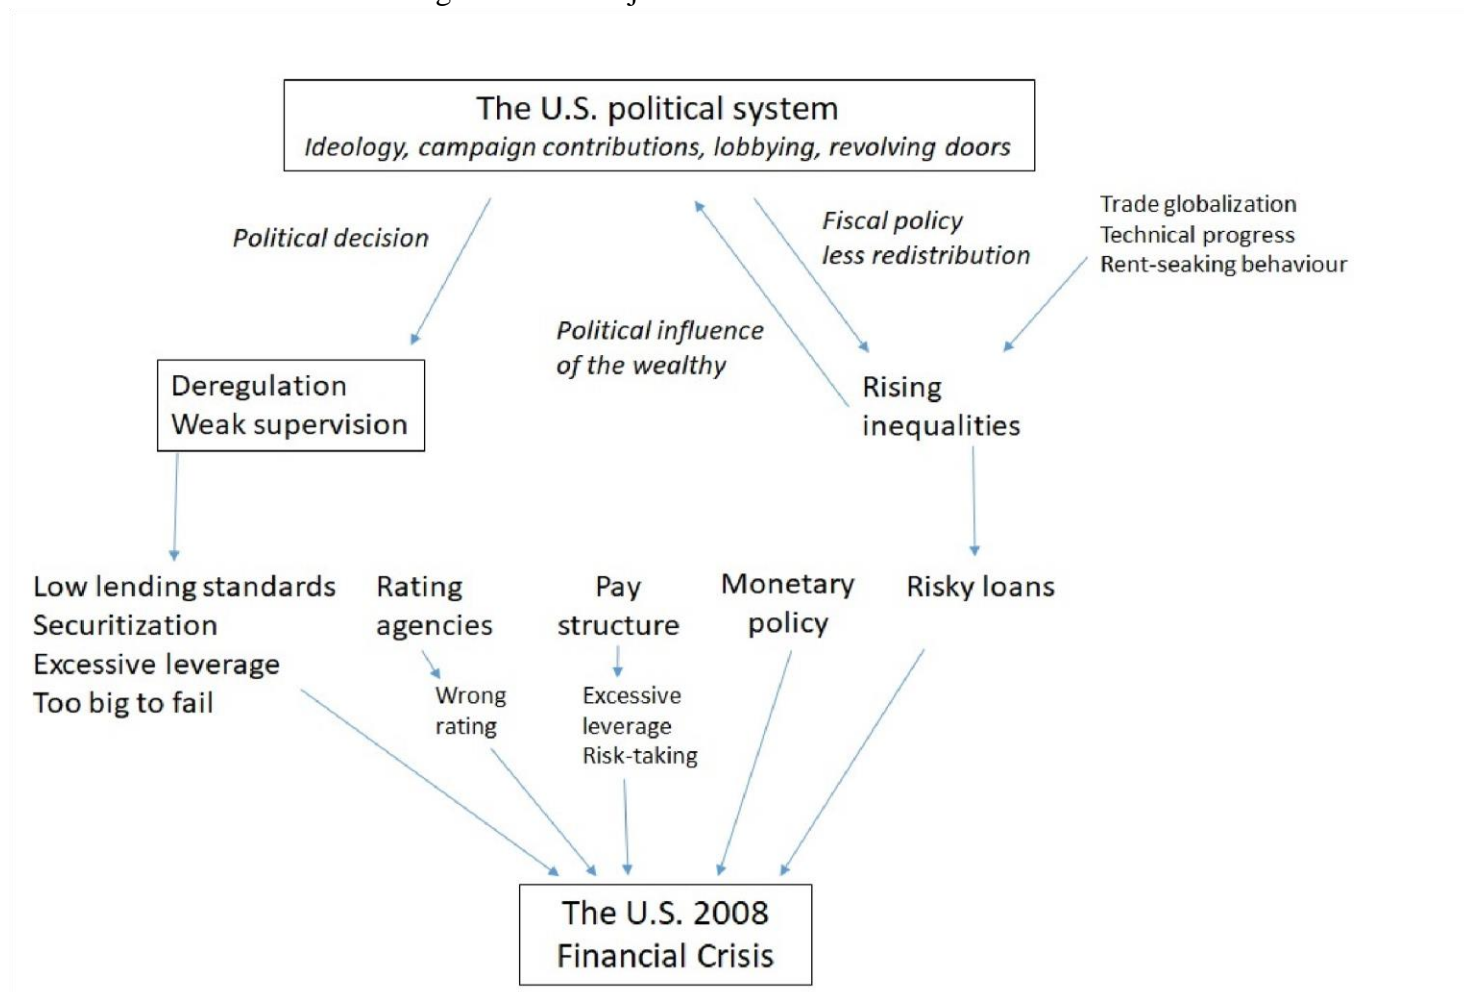 The U.S. political system
Ideology, campaign contributions, lobbying, revolving doors
Political decision
Fiscal policy
less redistribution
Trade globalization
Technical progress
Rent-seaking behaviour
Political influence
of the wealthy
Deregulation
Weak supervision
Rising
inequalities
Low lending standards
Securitization
Excessive leverage
Too big to fail
Rating
agencies
Wrong
rating
Pay
structure
Excessive
leverage
Risk-taking
Monetary
policy
Risky loans
The U.S. 2008
Financial Crisis